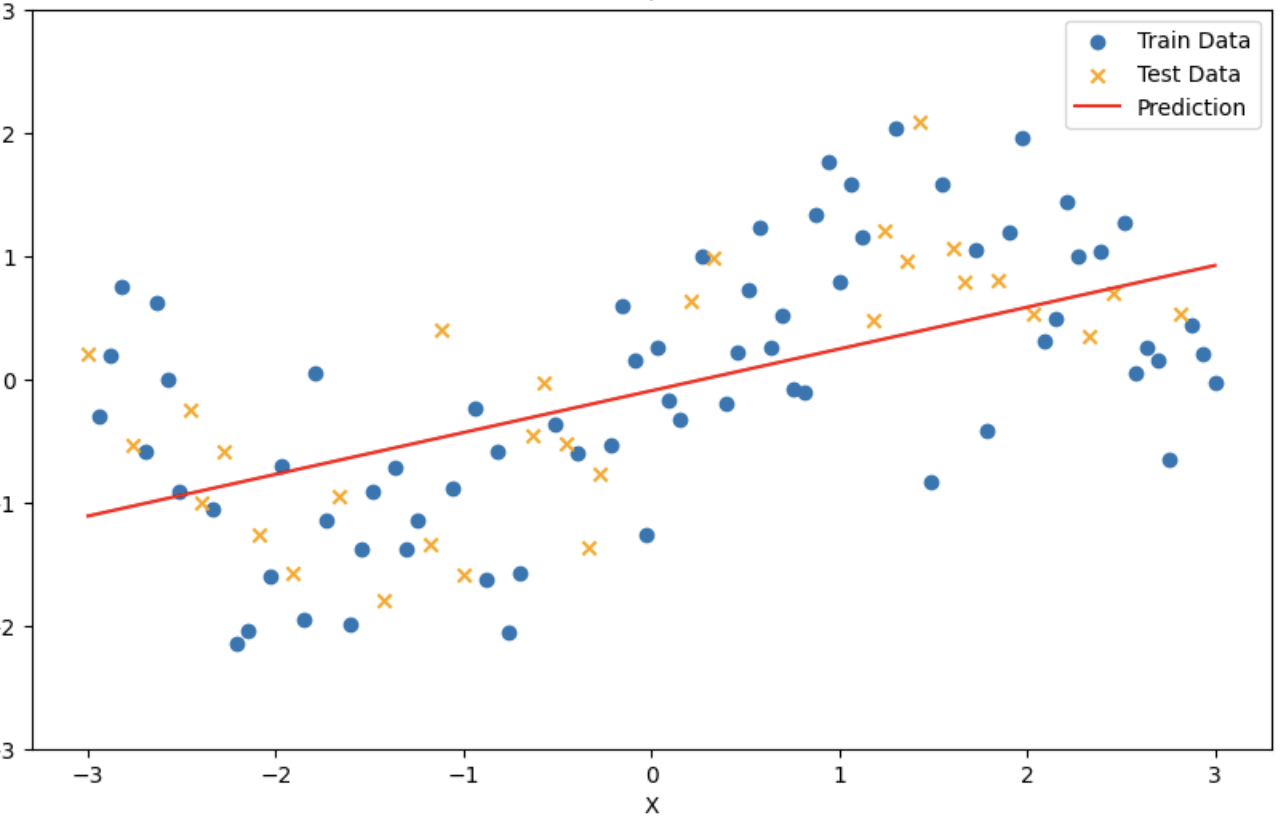 3
2
1
0
-1
-2
-3
−3 −2 −1 0 1 2 3
X
Train Data
Test Data
Prediction